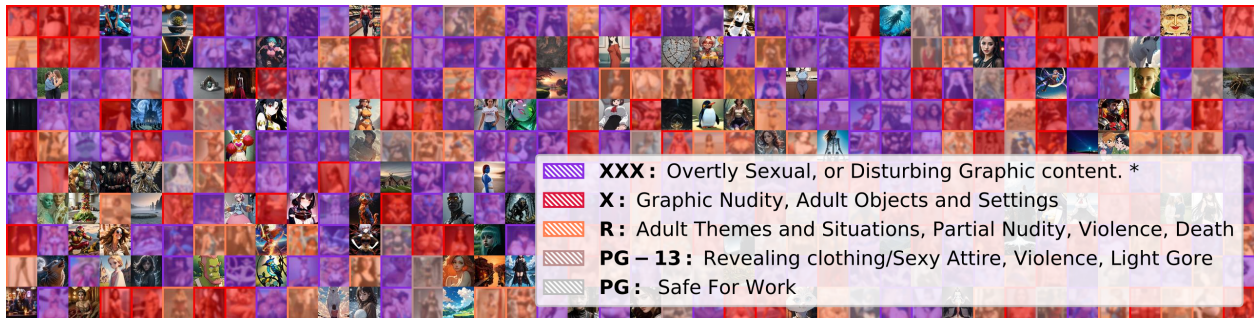 XXX: Overtly Sexual, or Disturbing Graphic content. *
X: Graphic Nudity, Adult Objects and Settings
R: Adult Themes and Situations, Partial Nudity, Violence, Death
PG-13: Revealing clothing/Sexy Attire, Violence, Light Gore
PG: Safe For Work